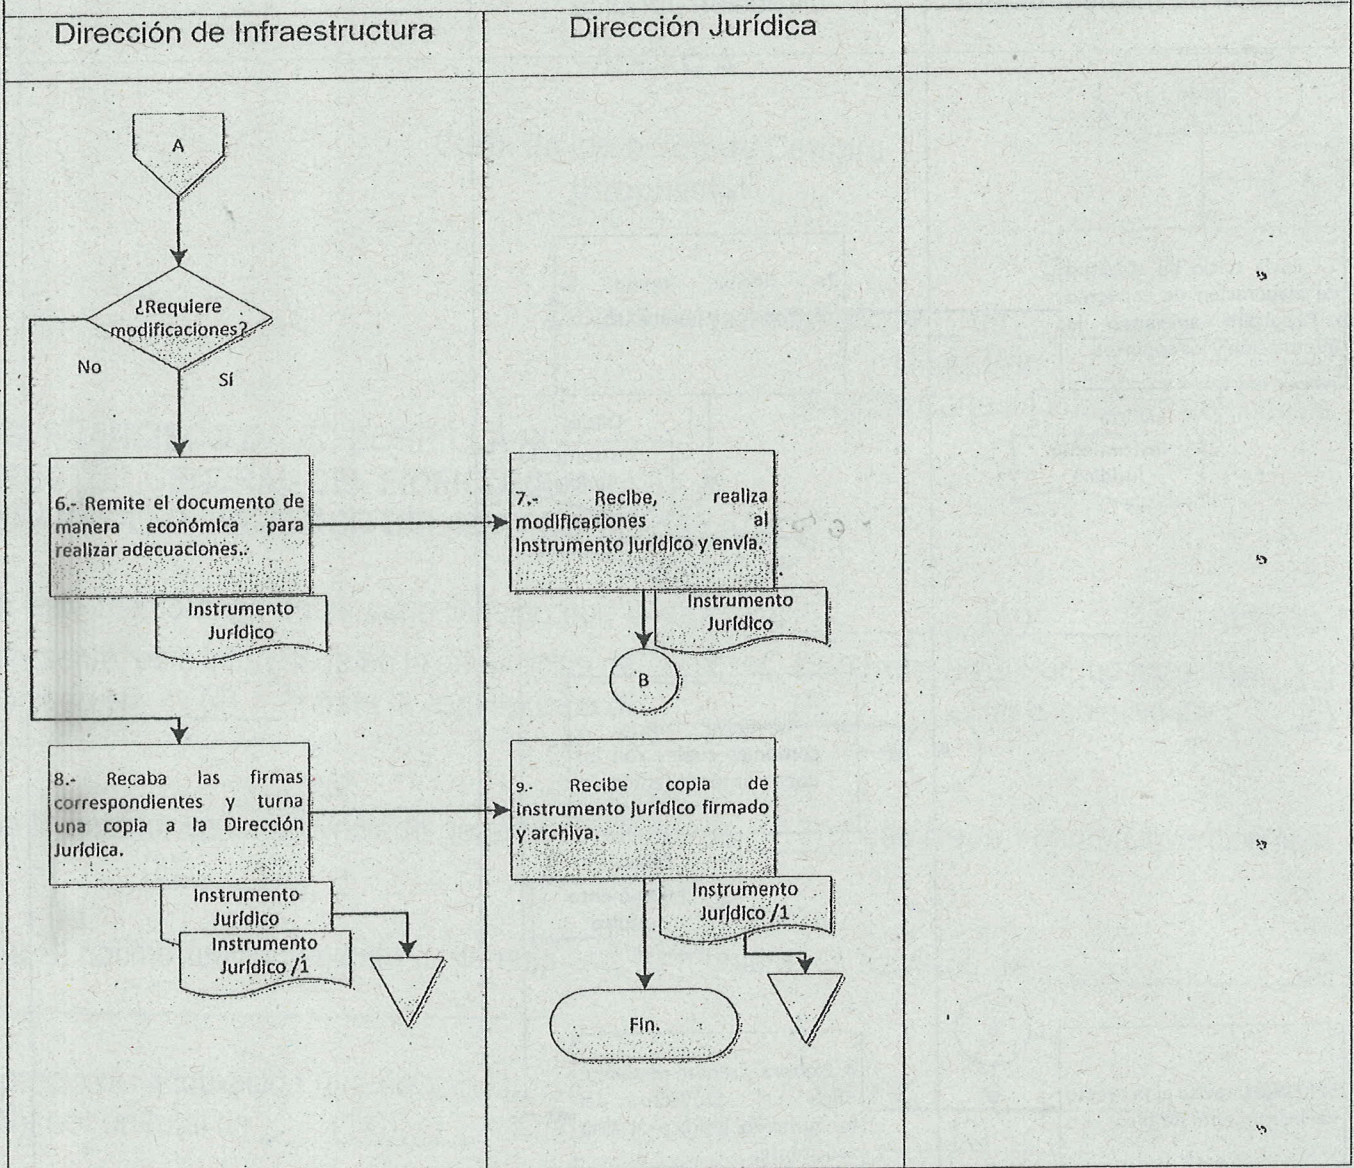 Dirección de Infraestructura
Dirección Jurídica
A
¿Requiere
modificaciones?
No
Sí
6.- Remite el documento de
manera económica para
realizar adecuaciones.
Instrumento
Jurídico
7.- Recibe, realiza
modificaciones al
Instrumento Jurídico y envía.
Instrumento
Jurídico
B
8.- Recaba las firmas
correspondientes y turna
una copia a la Dirección
Jurídica.
Instrumento
Jurídico
Instrumento
Jurídico /1
9.- Recibe copia de
instrumento jurídico firmado
y archiva.
Instrumento
Jurídico /1
Fin.